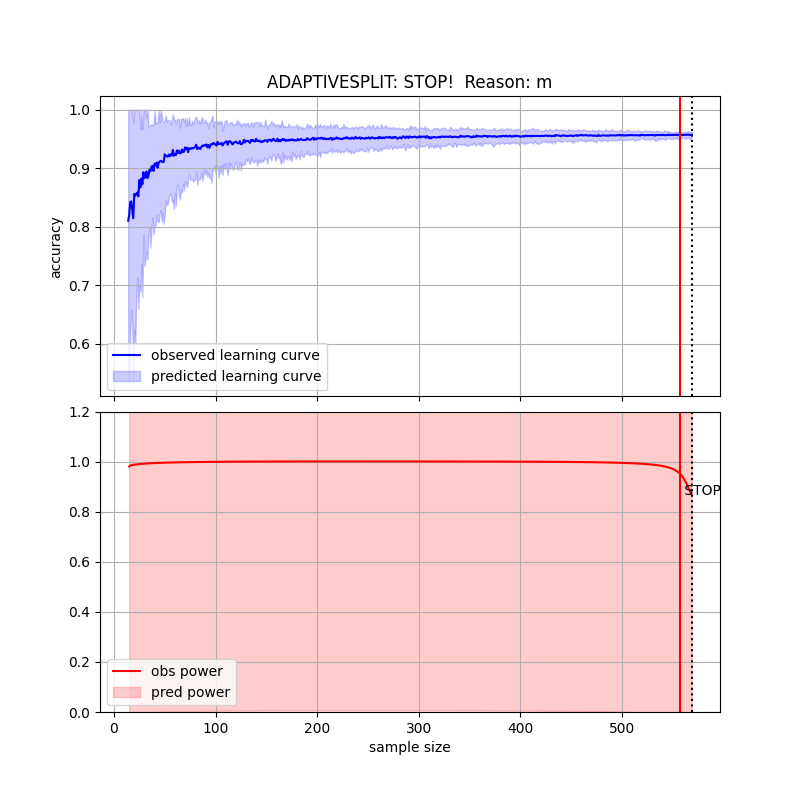 ADAPTIVESPLIT: STOP!  Reason: m
1.0
0.9
0.8
0.7
0.6
accuracy
observed learning curve
predicted learning curve
1.2
1.0
0.8
0.6
0.4
0.2
0.0
STOP
obs power
pred power
0 100 200 300 400 500
sample size